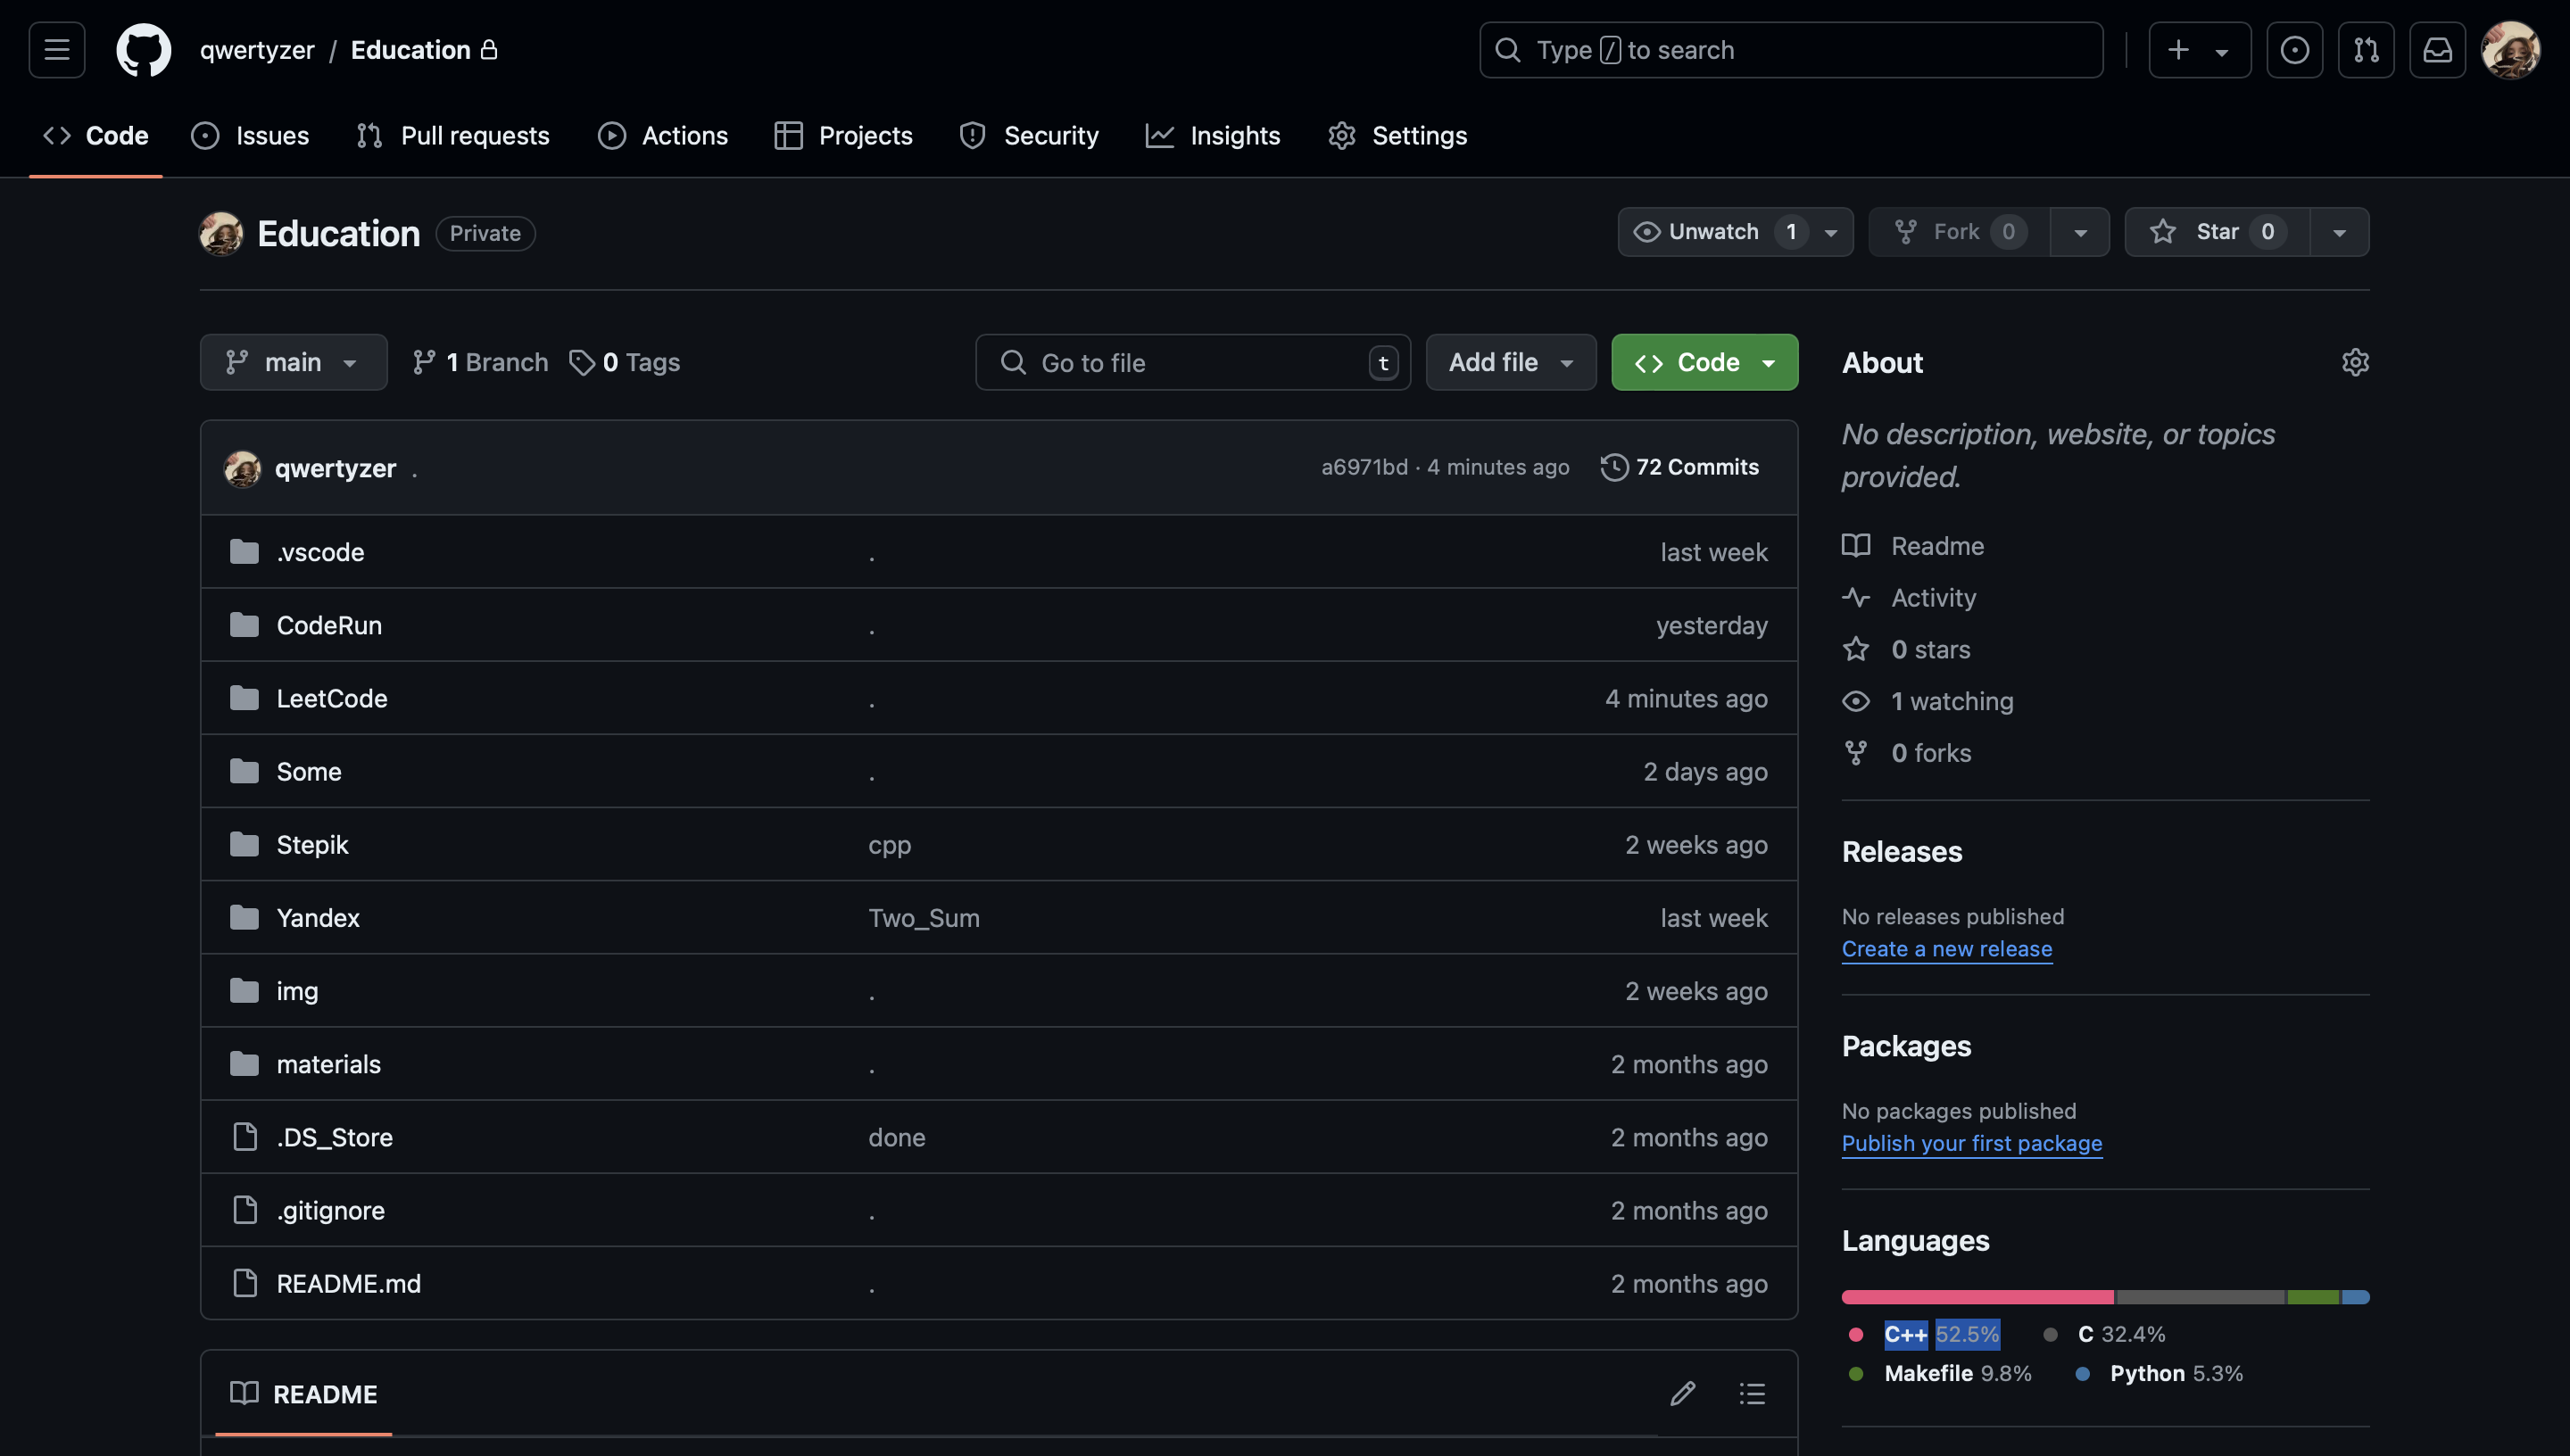 qwertyzer / Education
Type / to search
Code Issues Pull requests Actions Projects Security Insights Settings
Education Private
Unwatch 1 Fork 0 Star 0
main 1 Branch 0 Tags
Go to file t Add file Code
qwertyzer . a6971bd · 4 minutes ago 72 Commits
.vscode . last week
CodeRun . yesterday
LeetCode . 4 minutes ago
Some . 2 days ago
Stepik cpp 2 weeks ago
Yandex Two_Sum last week
img . 2 weeks ago
materials . 2 months ago
.DS_Store done 2 months ago
.gitignore . 2 months ago
README.md . 2 months ago
README
About
No description, website, or topics
provided.
Readme
Activity
0 stars
1 watching
0 forks
Releases
No releases published
Create a new release
Packages
No packages published
Publish your first package
Languages
C++ 52.5% C 32.4%
Makefile 9.8% Python 5.3%